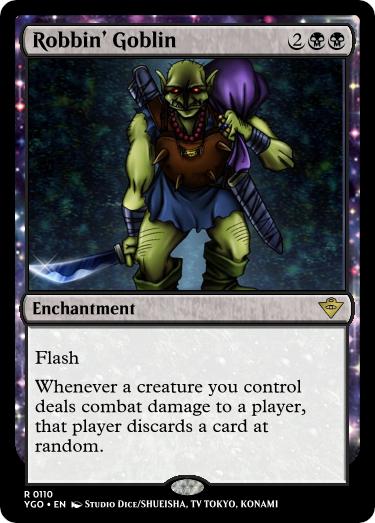 Robbin' Goblin 2
Enchantment
Flash
Whenever a creature you control
deals combat damage to a player,
that player discards a card at
random.
R 0110
YGO • EN Studio Dice/SHUEISHA, TV TOKYO, KONAMI